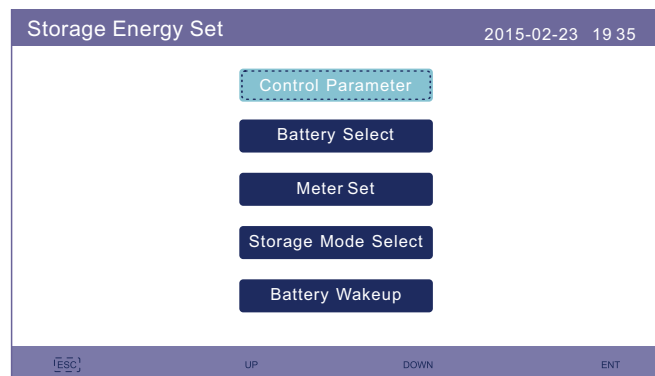 Storage Energy Set 2015-02-23 19 35
Control Parameter
Battery Select
Meter Set
Storage Mode Select
Battery Wakeup
ESC UP DOWN ENT